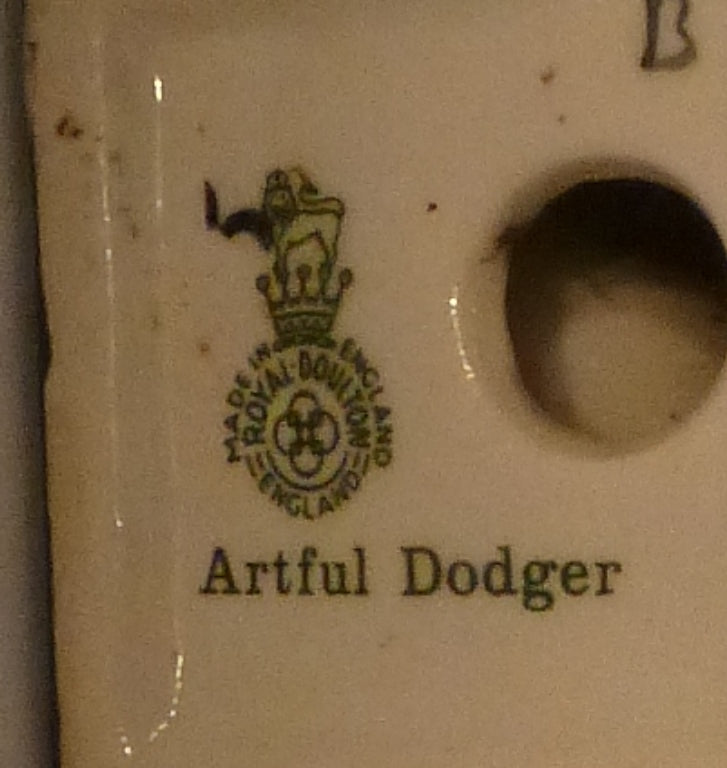 B
MADE IN ENGLAND
ROYAL DOULTON
ENGLAND
Artful Dodger